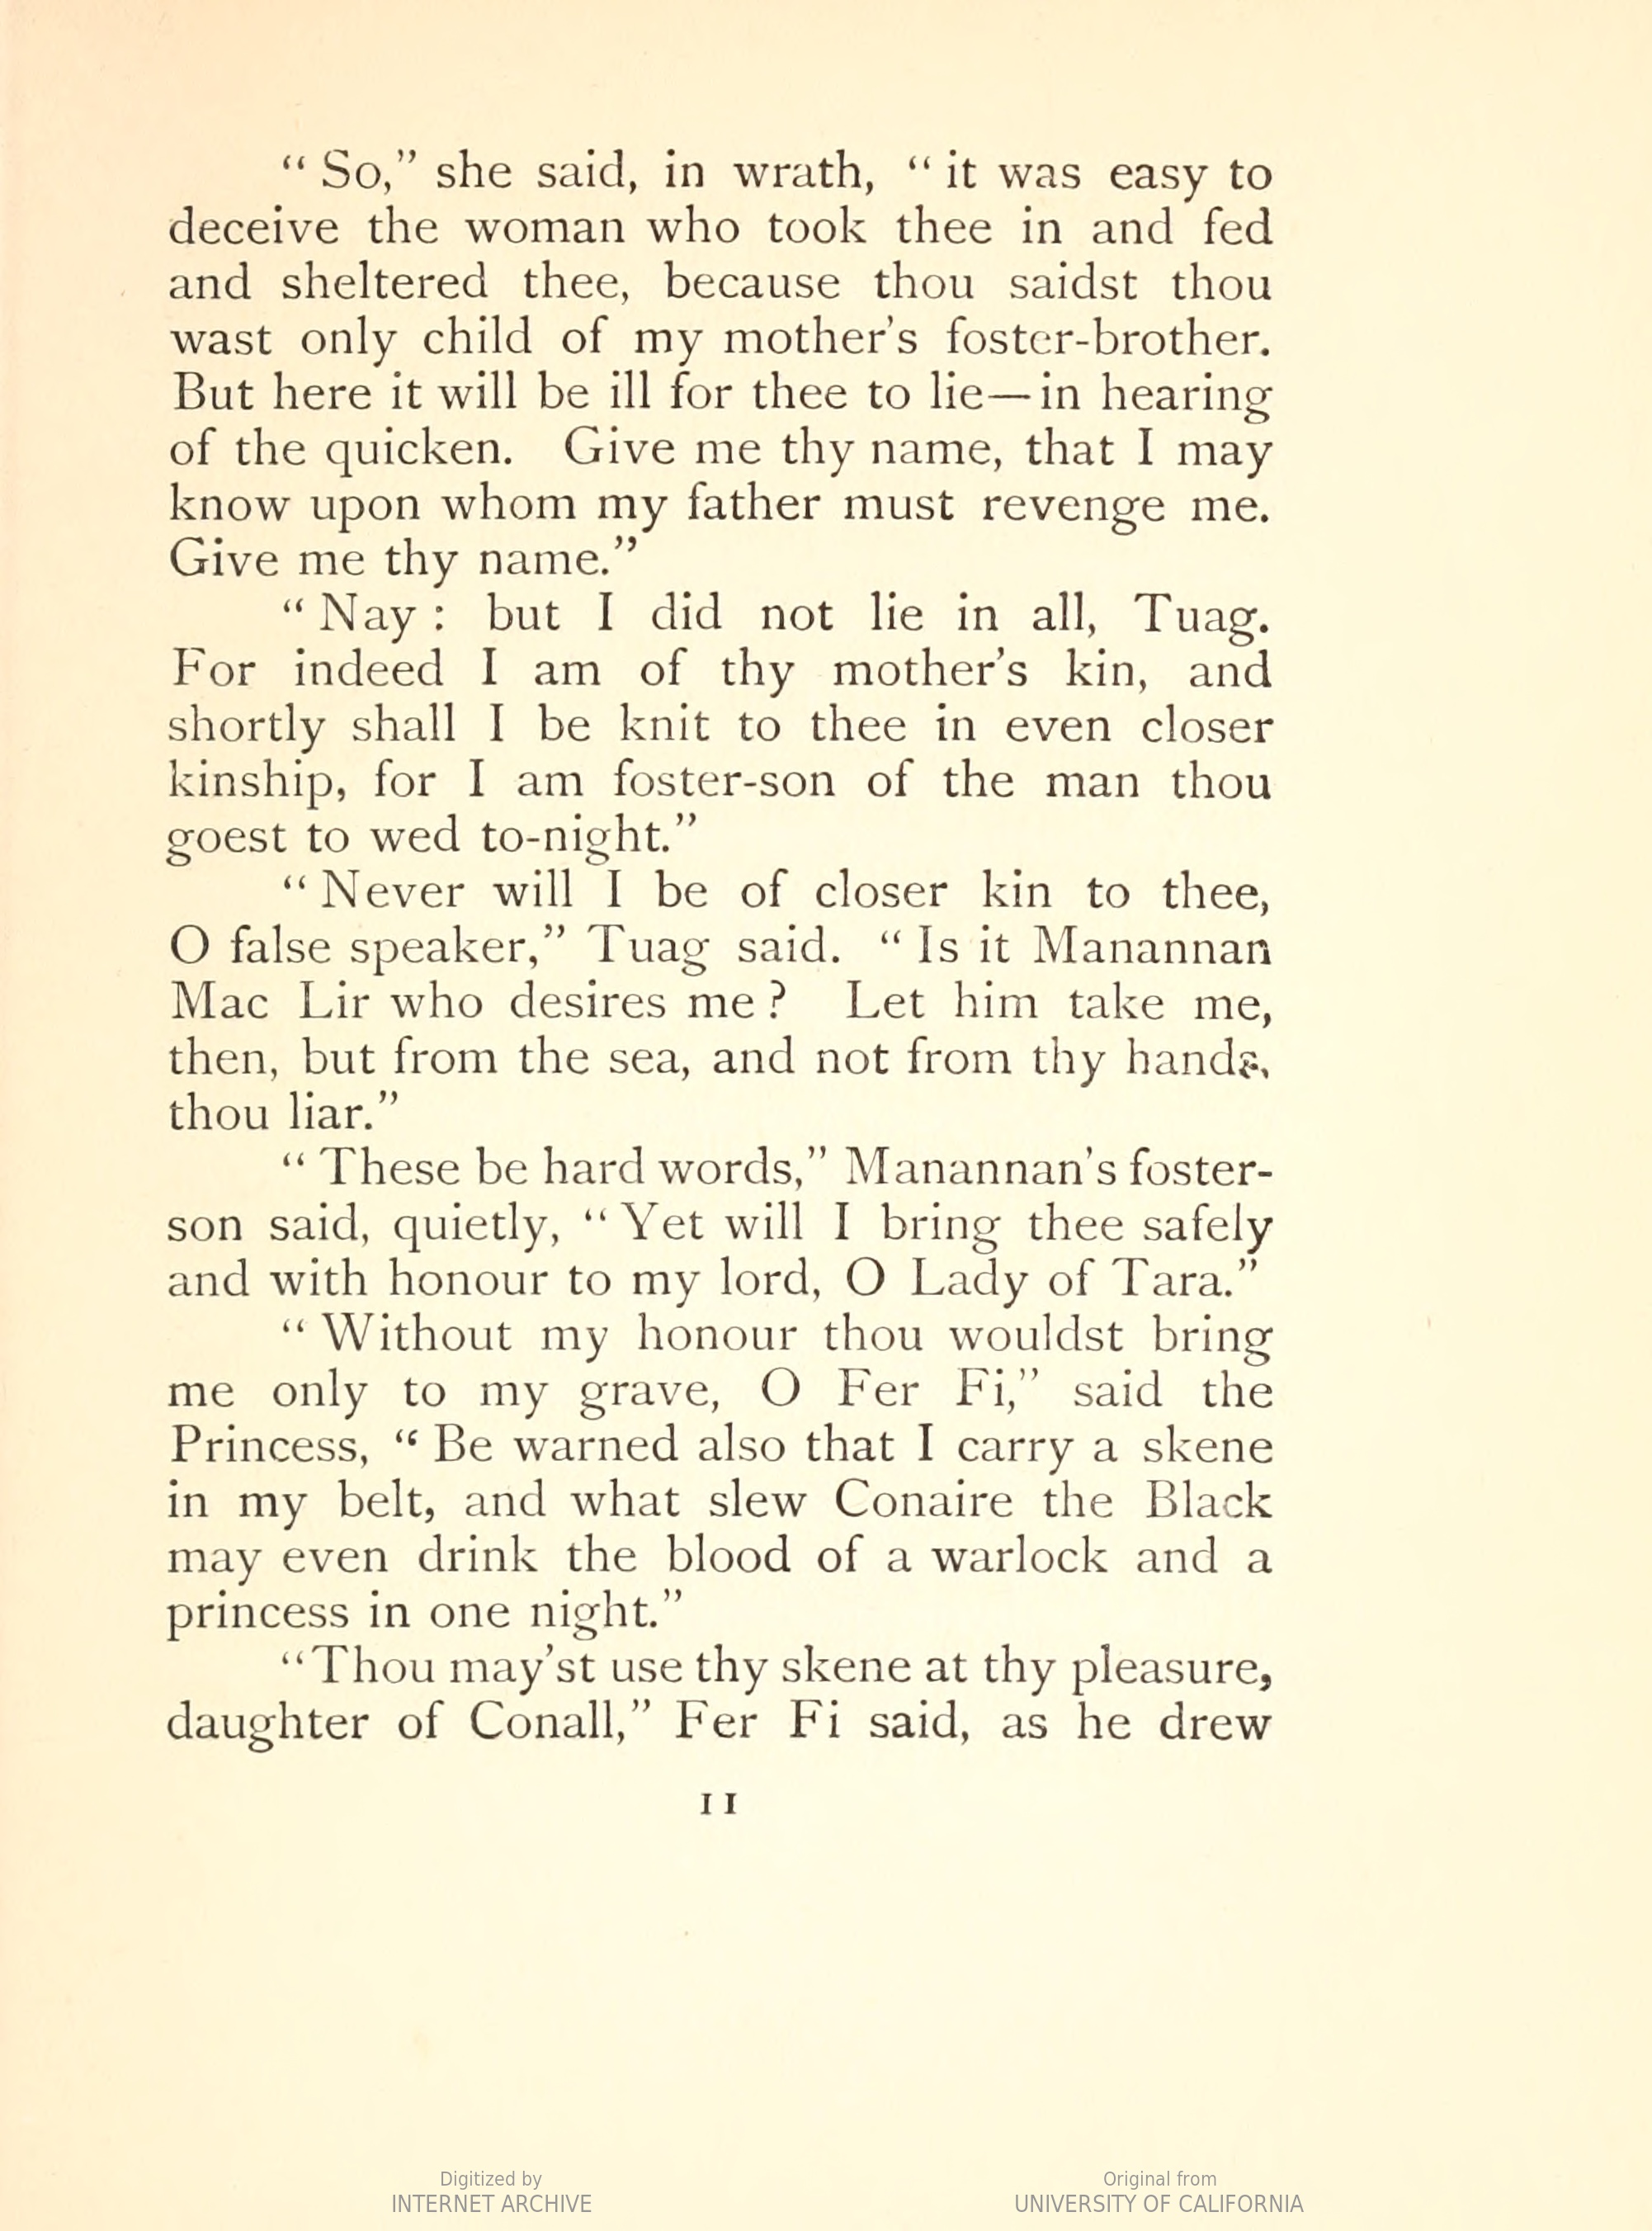 “ So,” she said, in wrath, “ it was easy to
deceive the woman who took thee in and fed
and sheltered thee, because thou saidst thou
wast only child of my mother’s foster-brother.
But here it will be ill for thee to lie—in hearing
of the quicken. Give me thy name, that I may
know upon whom my father must revenge me.
Give me thy name.”
“ Nay : but I did not lie in all, Tuag.
For indeed I am of thy mother’s kin, and
shortly shall I be knit to thee in even closer
kinship, for I am foster-son of the man thou
goest to wed to-night.”
“ Never will I be of closer kin to thee,
O false speaker,” Tuag said. “ Is it Manannan
Mac Lir who desires me ? Let him take me,
then, but from the sea, and not from thy hands,
thou liar.”
“ These be hard words,” Manannan’s foster-
son said, quietly, “ Yet will I bring thee safely
and with honour to my lord, O Lady of Tara.”
“ Without my honour thou wouldst bring
me only to my grave, O Fer Fi,” said the
Princess, “ Be warned also that I carry a skene
in my belt, and what slew Conaire the Black
may even drink the blood of a warlock and a
princess in one night.”
“Thou may’st use thy skene at thy pleasure,
daughter of Conall,” Fer Fi said, as he drew
11
Digitized by
INTERNET ARCHIVE
Original from
UNIVERSITY OF CALIFORNIA